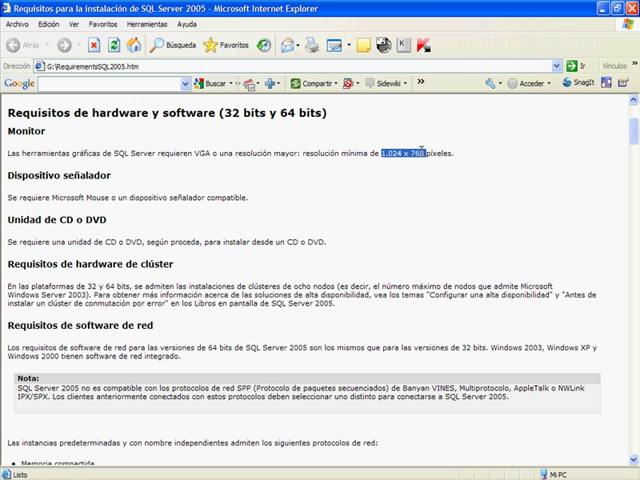 Requisitos para la instalación de SQL Server 2005 - Microsoft Internet Explorer
Archivo Edición Ver Favoritos Herramientas Ayuda
Atrás Búsqueda Favoritos
Dirección G:\RequirementsSQL2005.htm Ir Vínculos »
Google Buscar Compartir Sidewiki » Acceder SnagIt
Requisitos de hardware y software (32 bits y 64 bits)
Monitor
Las herramientas gráficas de SQL Server requieren VGA o una resolución mayor: resolución mínima de 1.024 x 768 píxeles.
Dispositivo señalador
Se requiere Microsoft Mouse o un dispositivo señalador compatible.
Unidad de CD o DVD
Se requiere una unidad de CD o DVD, según proceda, para instalar desde un CD o DVD.
Requisitos de hardware de clúster
En las plataformas de 32 y 64 bits, se admiten las instalaciones de clústeres de ocho nodos (es decir, el número máximo de nodos que admite Microsoft
Windows Server 2003). Para obtener más información acerca de las soluciones de alta disponibilidad, vea los temas "Configurar una alta disponibilidad" y "Antes de
instalar un clúster de conmutación por error" en los Libros en pantalla de SQL Server 2005.
Requisitos de software de red
Los requisitos de software de red para las versiones de 64 bits de SQL Server 2005 son los mismos que para las versiones de 32 bits. Windows 2003, Windows XP y
Windows 2000 tienen software de red integrado.
Nota:
SQL Server 2005 no es compatible con los protocolos de red SPP (Protocolo de paquetes secuenciados) de Banyan VINES, Multiprotocolo, AppleTalk o NWLink
IPX/SPX. Los clientes anteriormente conectados con estos protocolos deben seleccionar uno distinto para conectarse a SQL Server 2005.
Las instancias predeterminadas y con nombre independientes admiten los siguientes protocolos de red:
• Memoria compartida
Listo Mi PC